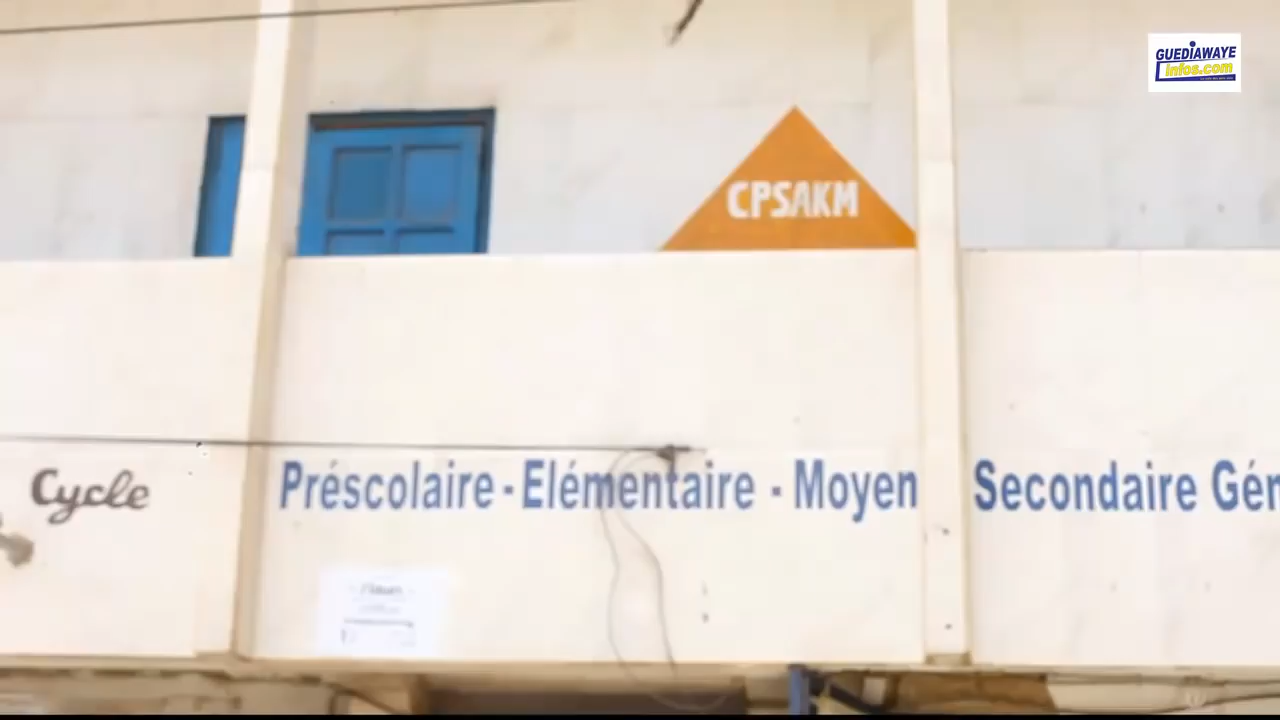 GUEDIAWAYE
infos.com
CPSAKM
Cycle Préscolaire - Elémentaire - Moyen Secondaire Gén